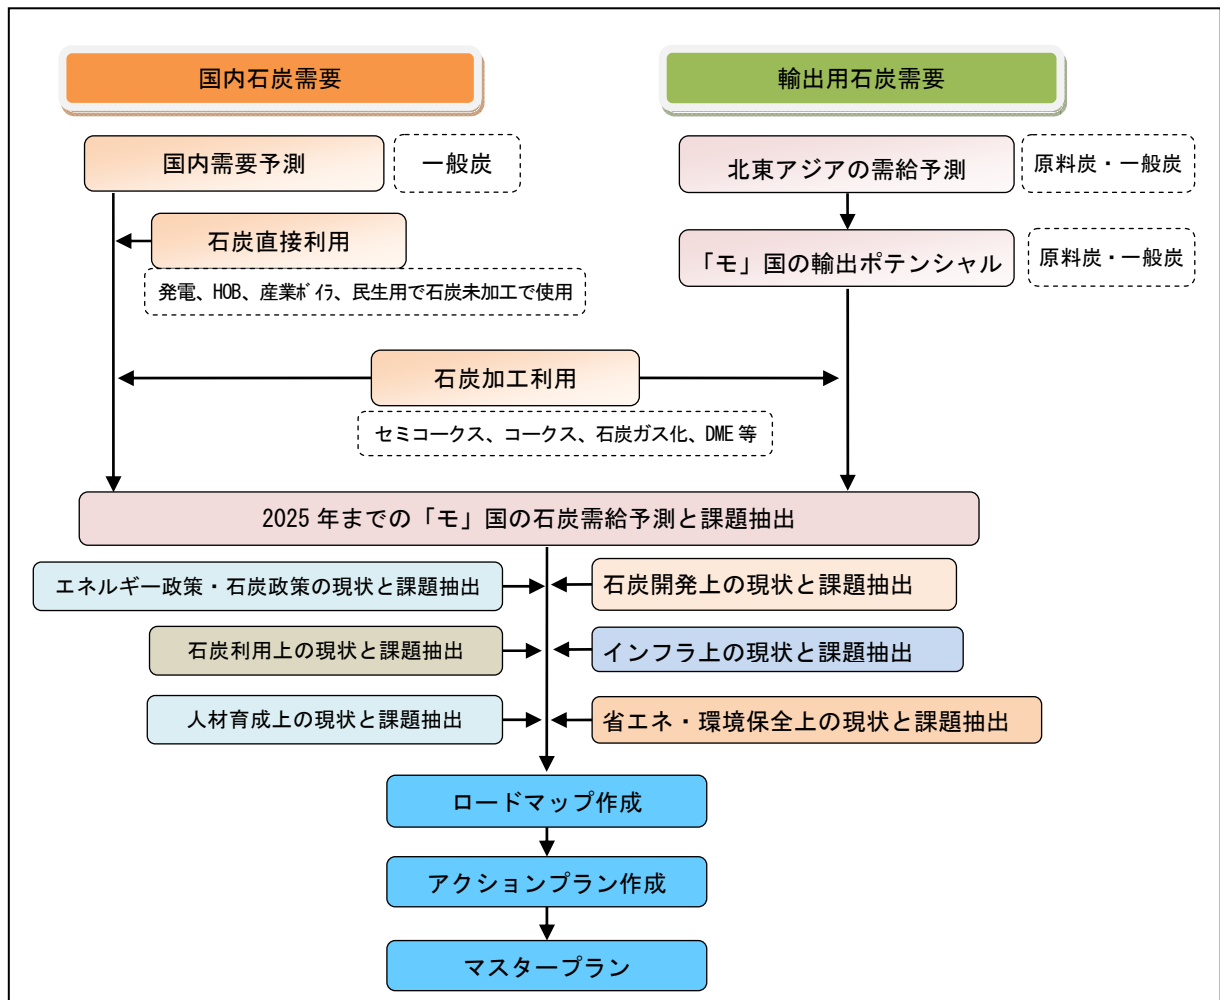 国内石炭需要
輸出用石炭需要
国内需要予測
一般炭
北東アジアの需給予測
原料炭・一般炭
石炭直接利用
発電、HOB、産業ﾎﾞｲﾗ、民生用で石炭未加工で使用
「モ」国の輸出ポテンシャル
原料炭・一般炭
石炭加工利用
セミコークス、コークス、石炭ガス化、DME 等
2025 年までの「モ」国の石炭需給予測と課題抽出
エネルギー政策・石炭政策の現状と課題抽出
石炭開発上の現状と課題抽出
石炭利用上の現状と課題抽出
インフラ上の現状と課題抽出
人材育成上の現状と課題抽出
省エネ・環境保全上の現状と課題抽出
ロードマップ作成
アクションプラン作成
マスタープラン